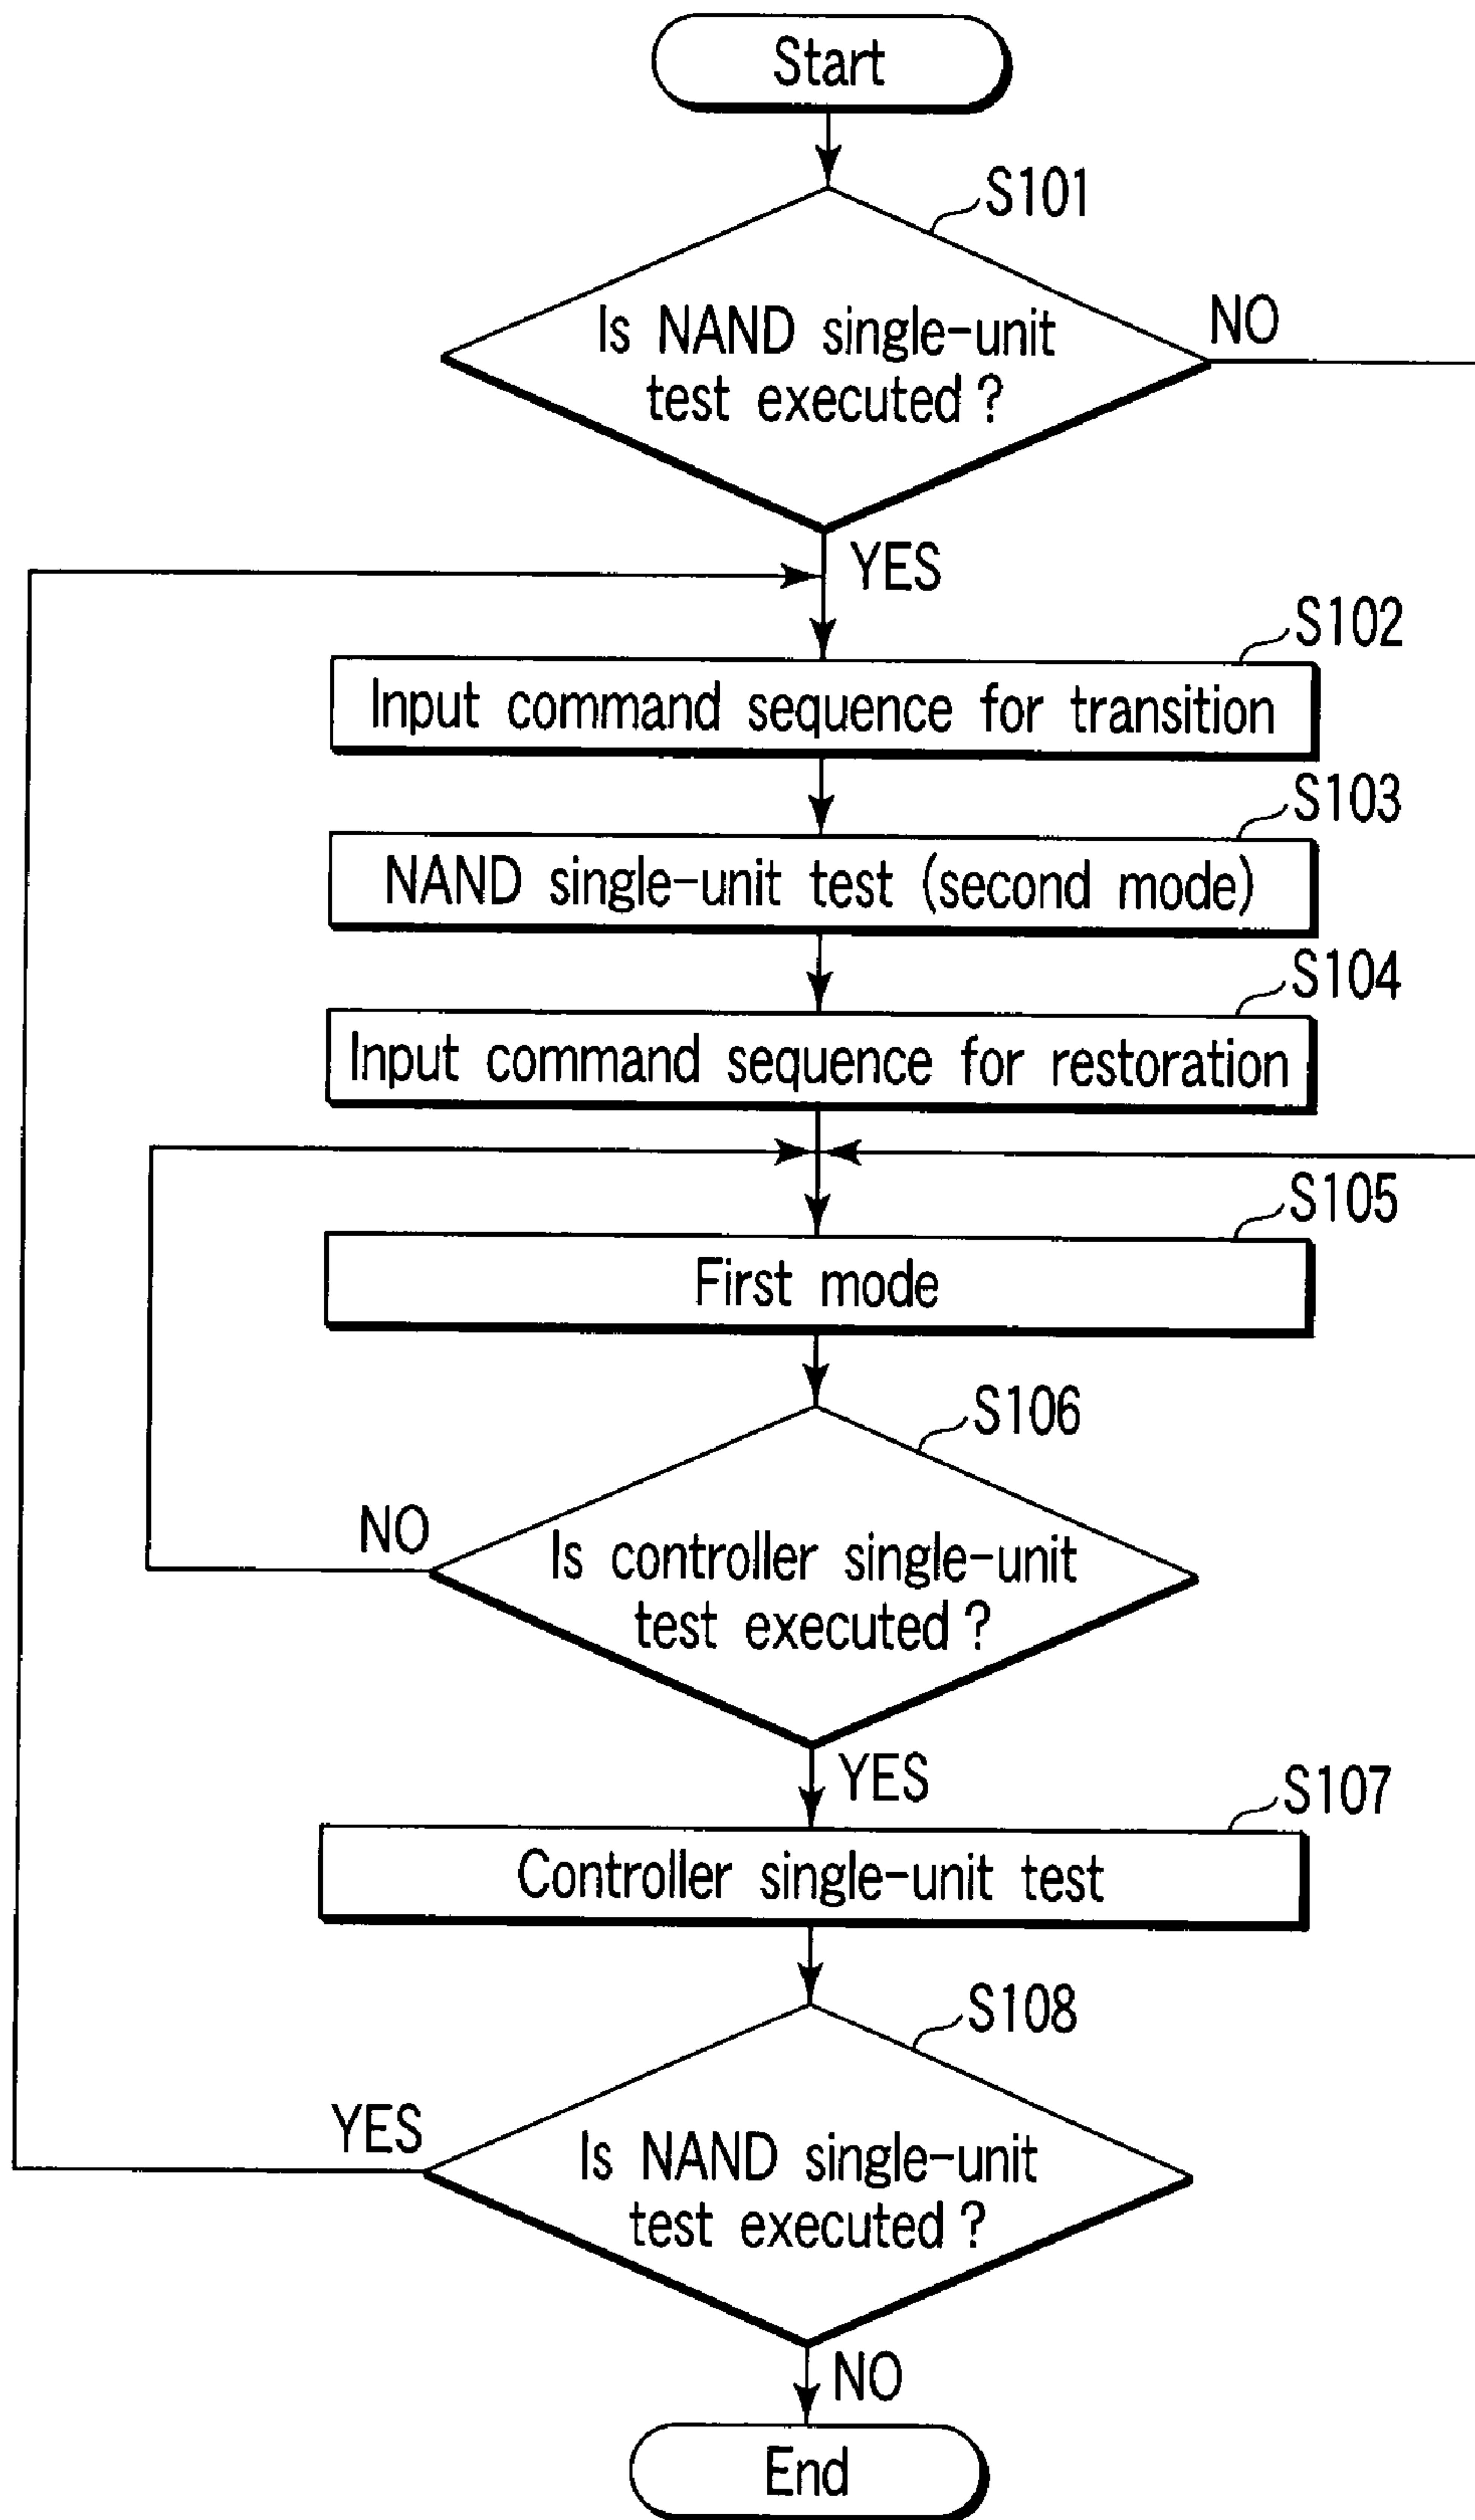 Start
S101
Is NAND single-unit
test executed?
NO
YES
S102
Input command sequence for transition
S103
NAND single-unit test (second mode)
S104
Input command sequence for restoration
S105
First mode
S106
NO
Is controller single-unit
test executed?
YES
S107
Controller single-unit test
S108
YES
Is NAND single-unit
test executed?
NO
End